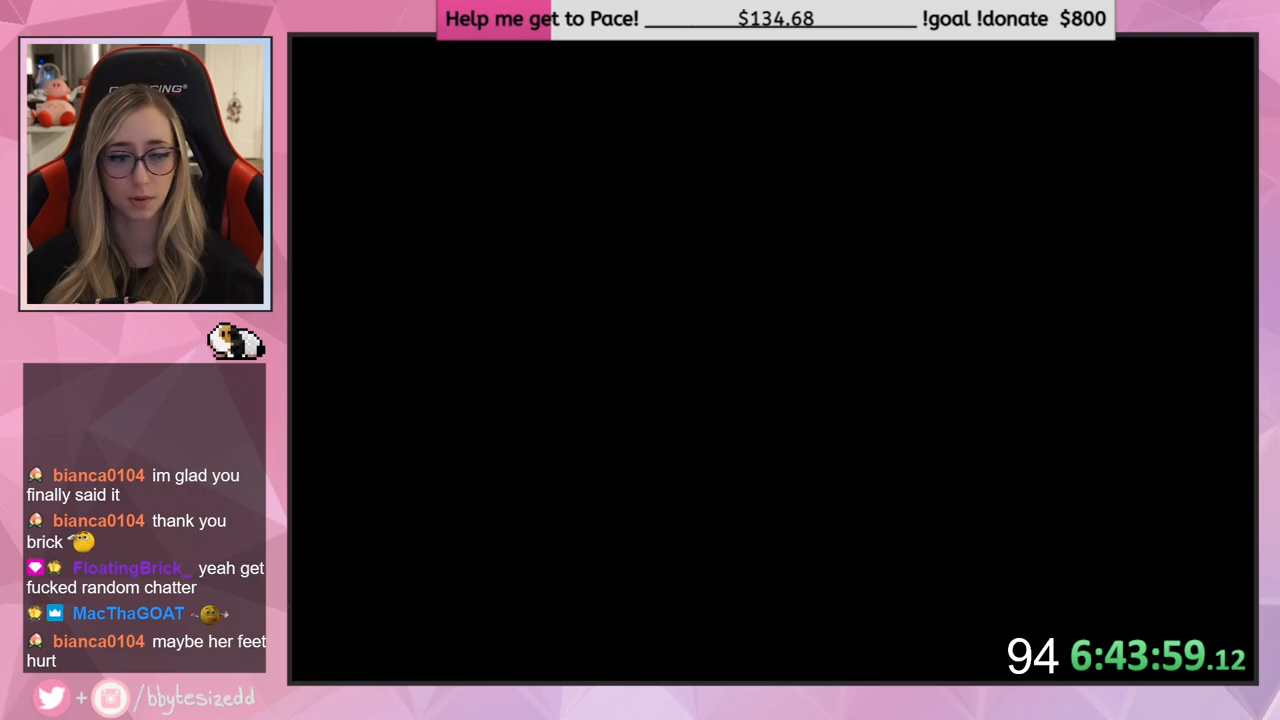 Help me get to Pace! ____________ $134.68 ____________ !goal !donate $800
bianca0104 im glad you
finally said it
bianca0104 thank you
brick
FloatingBrick_ yeah get
fucked random chatter
MacThaGOAT
bianca0104 maybe her feet
hurt
+ /bbytesizedd
94 6:43:59.12